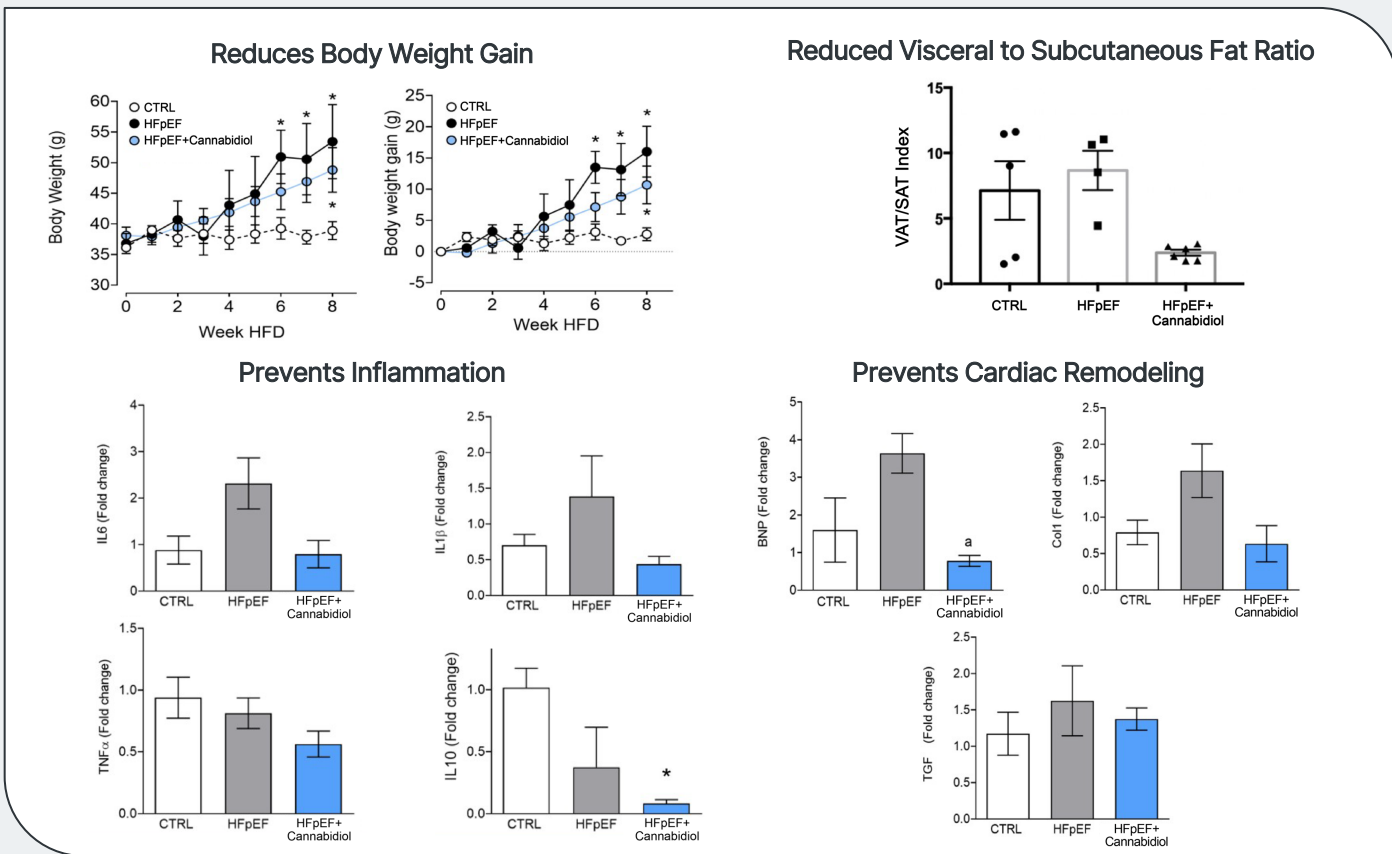 Reduces Body Weight Gain
Reduced Visceral to Subcutaneous Fat Ratio
Body Weight (g)
60
55
50
45
40
35
30
CTRL
HFpEF
HFpEF+Cannabidiol
*
*
*
*
0
2
4
6
8
Week HFD
Body weight gain (g)
25
20
15
10
5
0
-5
CTRL
HFpEF
HFpEF+Cannabidiol
*
*
*
*
0
2
4
6
8
Week HFD
VAT/SAT Index
15
10
5
0
CTRL
HFpEF
HFpEF+
Cannabidiol
Prevents Inflammation
Prevents Cardiac Remodeling
IL6 (Fold change)
4
3
2
1
0
CTRL
HFpEF
HFpEF+
Cannabidiol
IL1β (Fold change)
2.5
2.0
1.5
1.0
0.5
0.0
CTRL
HFpEF
HFpEF+
Cannabidiol
BNP (Fold change)
5
4
3
2
1
0
a
CTRL
HFpEF
HFpEF+
Cannabidiol
Col1 (Fold change)
2.5
2.0
1.5
1.0
0.5
0.0
CTRL
HFpEF
HFpEF+
Cannabidiol
TNFα (Fold change)
1.5
1.0
0.5
0.0
CTRL
HFpEF
HFpEF+
Cannabidiol
IL10 (Fold change)
1.0
0.5
0.0
*
CTRL
HFpEF
HFpEF+
Cannabidiol
TGF (Fold change)
2.5
2.0
1.5
1.0
0.5
0.0
CTRL
HFpEF
HFpEF+
Cannabidiol